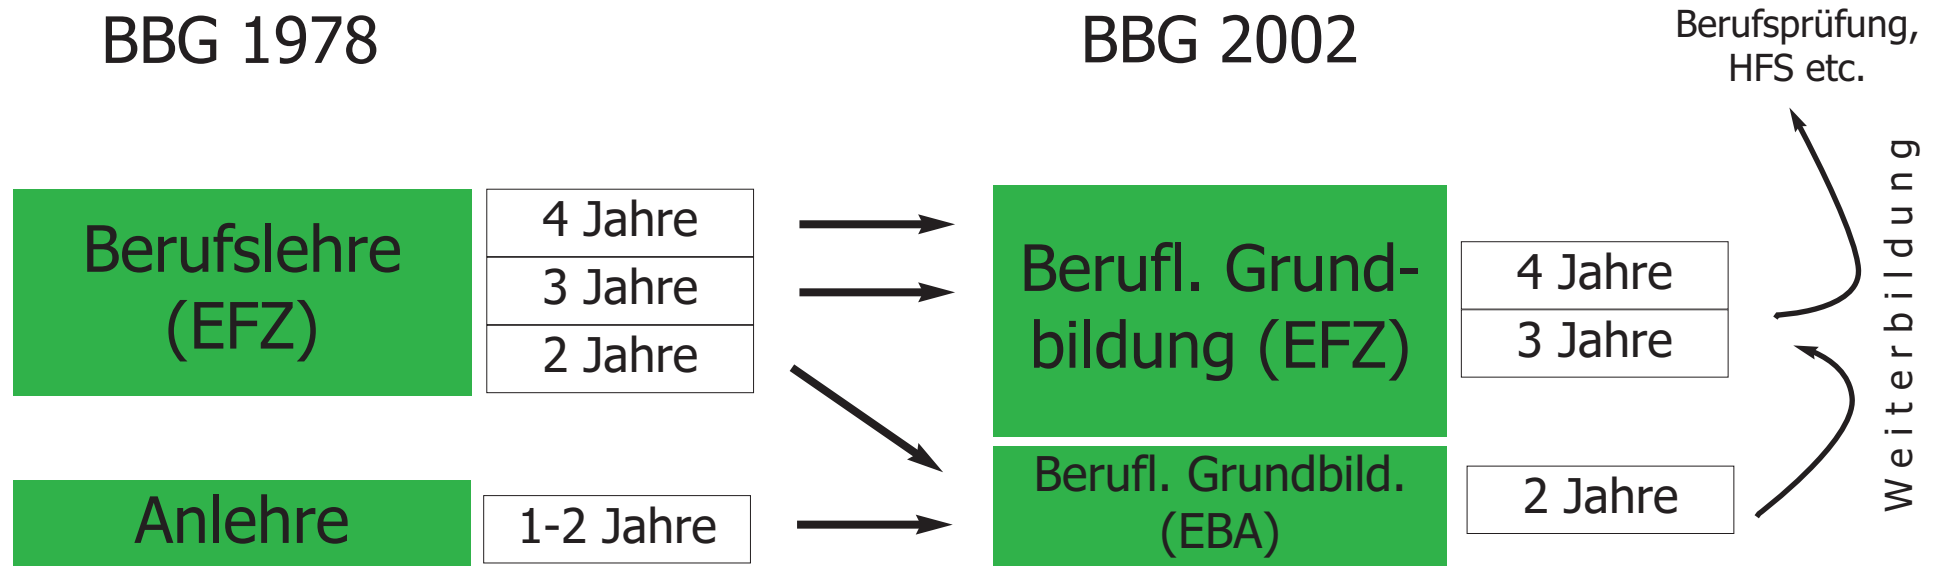 BBG 1978
BBG 2002
Berufsprüfung,
HFS etc.
Berufslehre
(EFZ)
4 Jahre
3 Jahre
2 Jahre
Anlehre
1-2 Jahre
Berufl. Grund-
bildung (EFZ)
4 Jahre
3 Jahre
Berufl. Grundbild.
(EBA)
2 Jahre
Weiterbildung